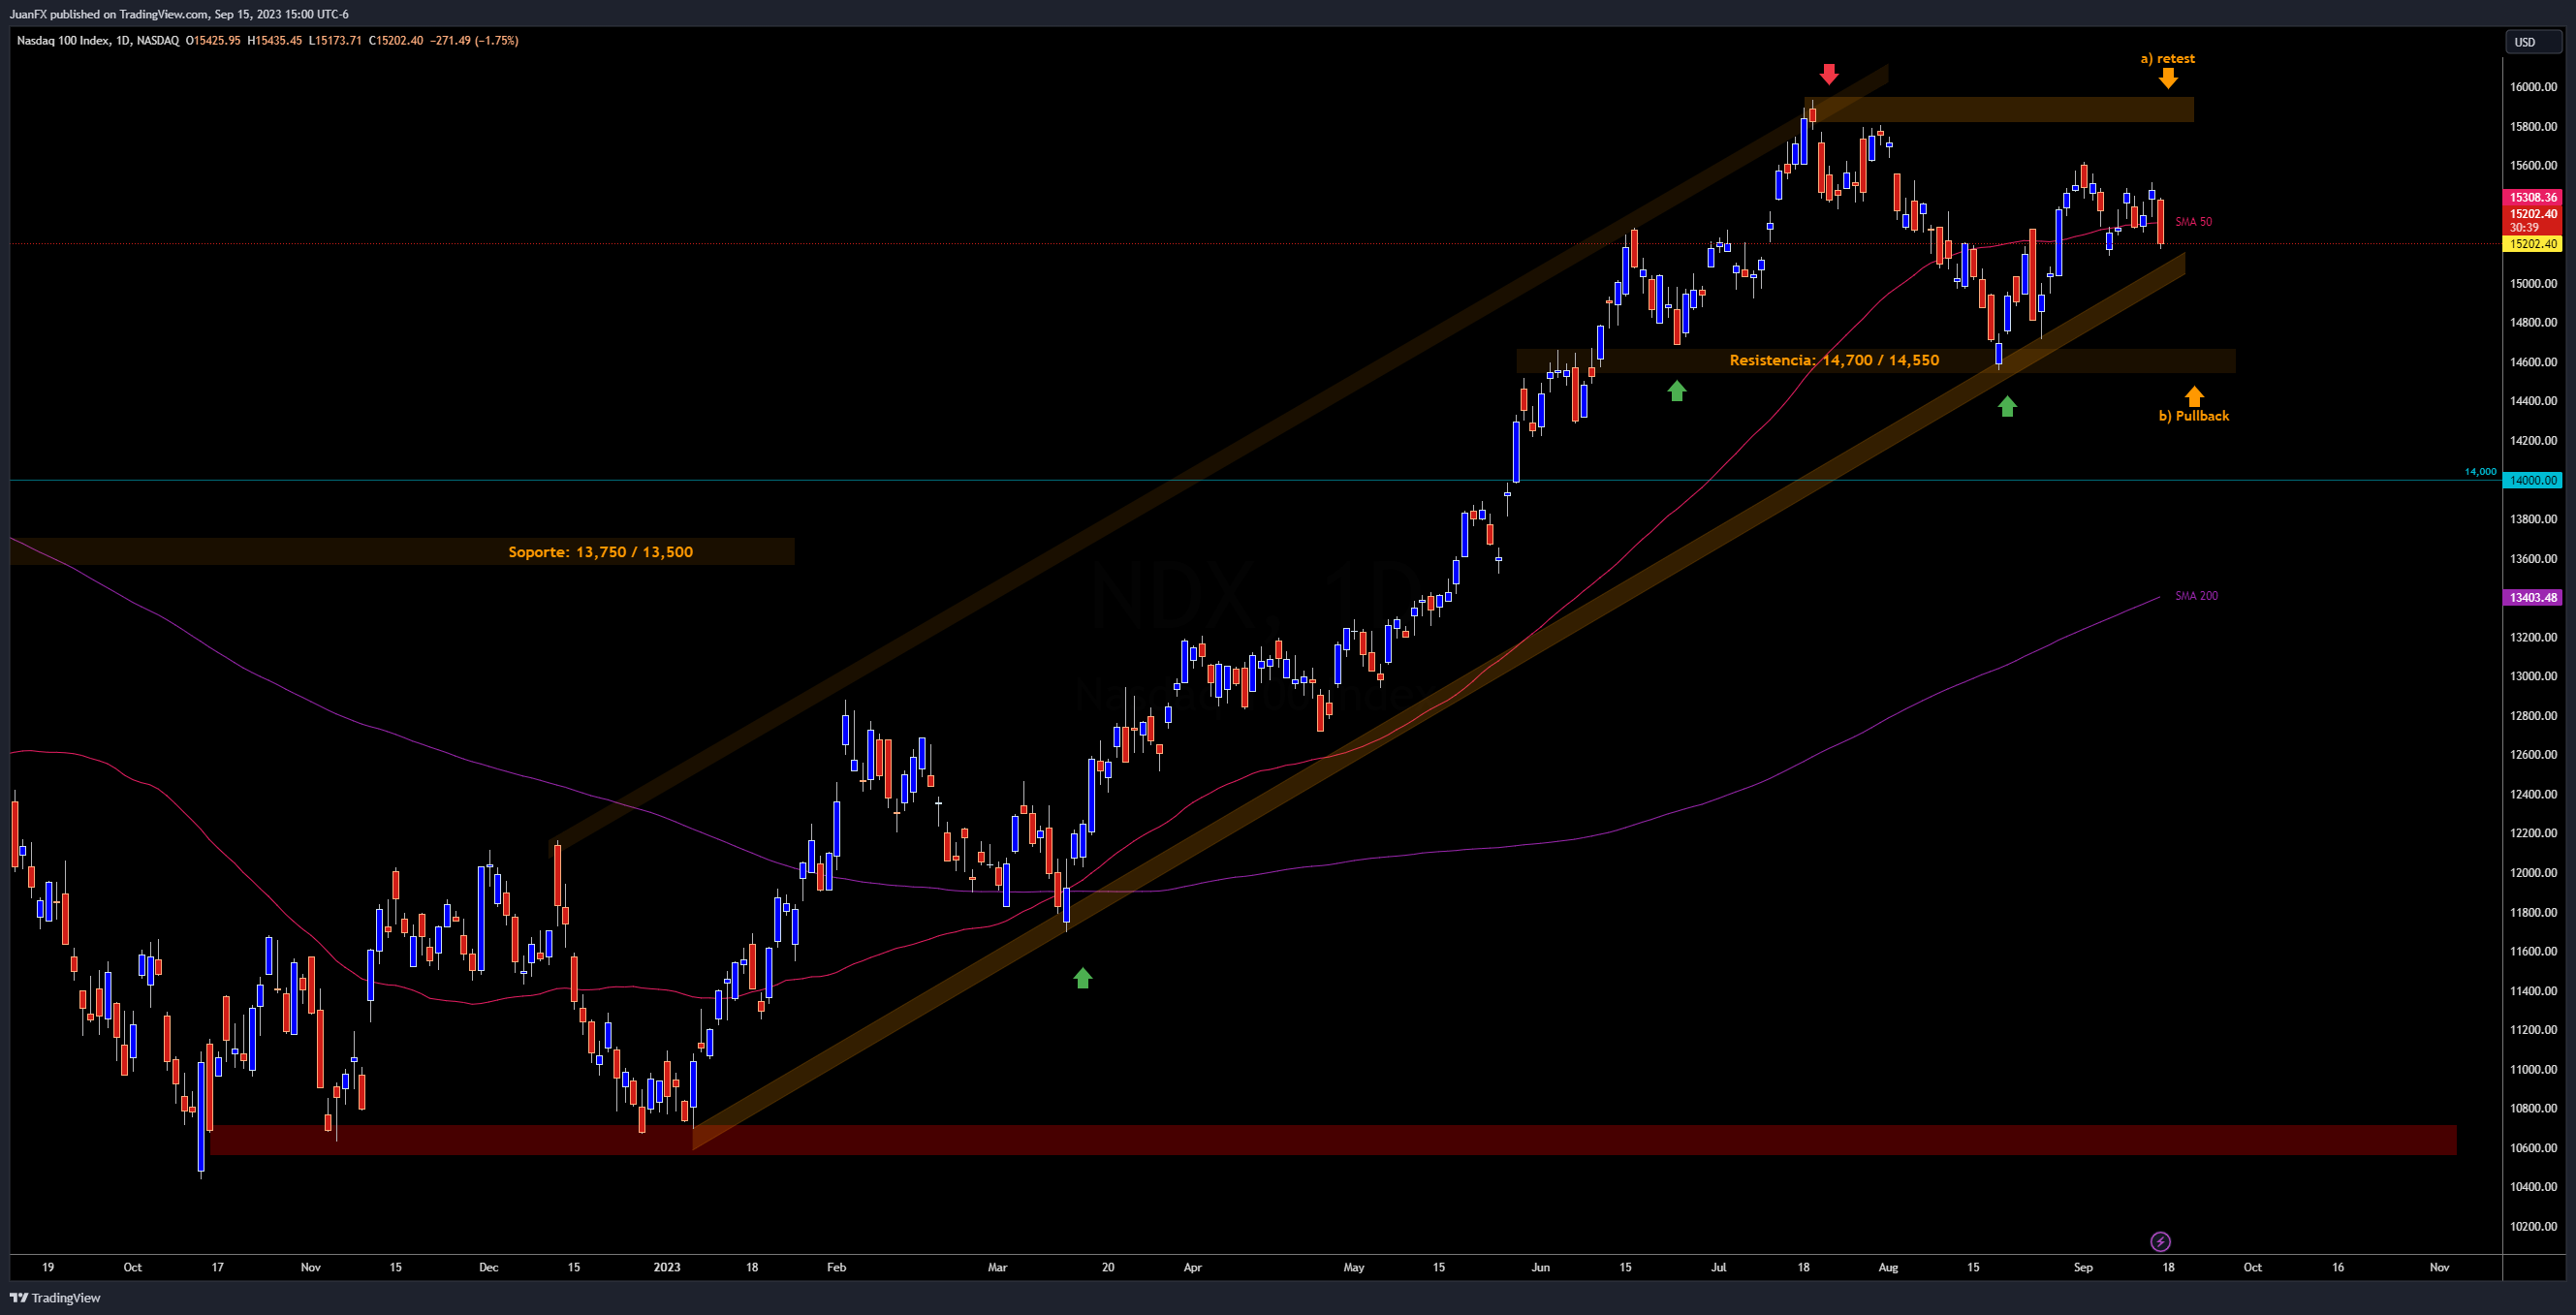 JuanFX published on TradingView.com, Sep 15, 2023 15:00 UTC-6
Nasdaq 100 Index, 1D, NASDAQ O15425.95 H15435.45 L15173.71 C15202.40 −271.49 (−1.75%)
USD
a) retest
16000.00
15800.00
15600.00
15308.36
15202.40
30:39
15202.40
SMA 50
15000.00
14800.00
14600.00
Resistencia: 14,700 / 14,550
14400.00
b) Pullback
14200.00
14,000
14000.00
13800.00
Soporte: 13,750 / 13,500
13600.00
NDX, 1D
SMA 200
13403.48
13200.00
13000.00
12800.00
12600.00
12400.00
12200.00
12000.00
11800.00
11600.00
11400.00
11200.00
11000.00
10800.00
10600.00
10400.00
10200.00
19 Oct 17 Nov 15 Dec 15 2023 18 Feb Mar 20 Apr May 15 Jun 15 Jul 18 Aug 15 Sep 18 Oct 16 Nov
TradingView